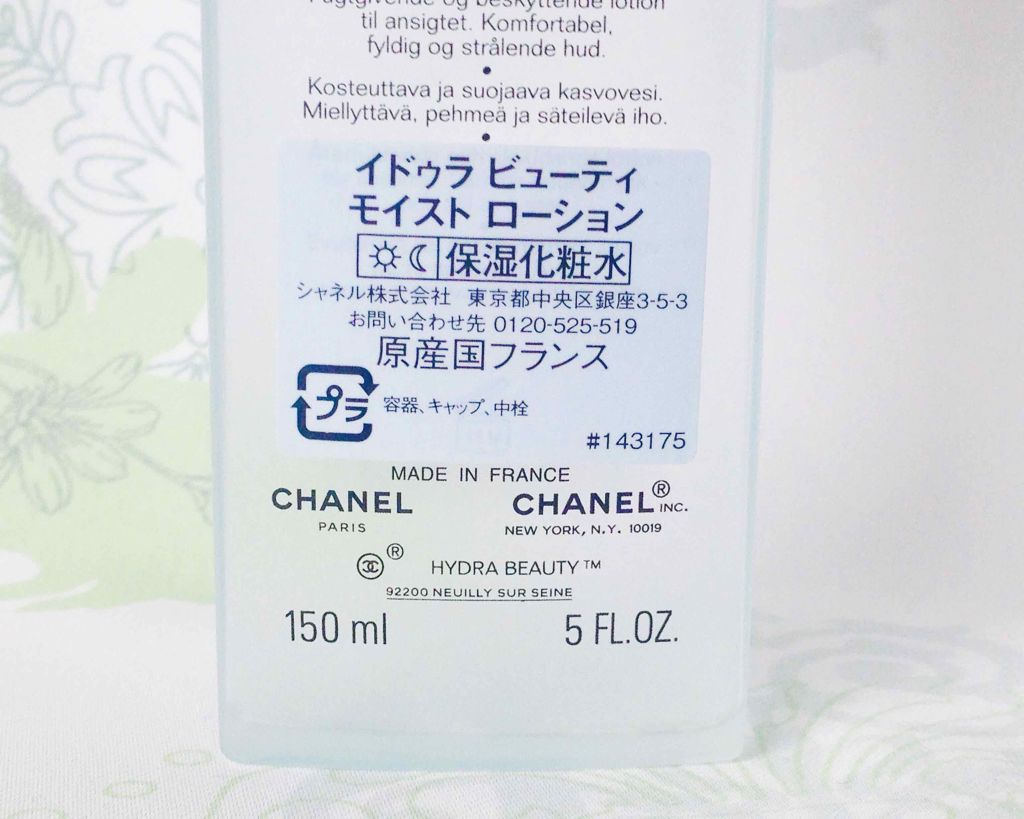 Fugtgivende og beskyttende lotion
til ansigtet. Komfortabel,
fyldig og strålende hud.
•
Kosteuttava ja suojaava kasvovesi.
Miellyttävä, pehmeä ja säteilevä iho.
•
イドゥラ ビューティ
モイスト ローション
保湿化粧水
シャネル株式会社 東京都中央区銀座3-5-3
お問い合わせ先 0120-525-519
原産国フランス
プラ 容器、キャップ、中栓
#143175
MADE IN FRANCE
CHANEL CHANEL® INC.
PARIS NEW YORK, N.Y. 10019
® HYDRA BEAUTY™
92200 NEUILLY SUR SEINE
150 ml 5 FL.OZ.